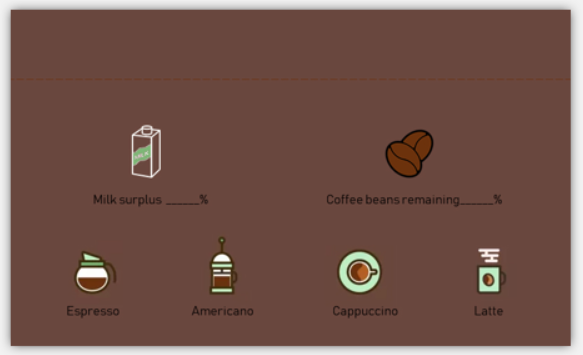 Milk surplus ______%
Coffee beans remaining______%
Espresso
Americano
Cappuccino
Latte